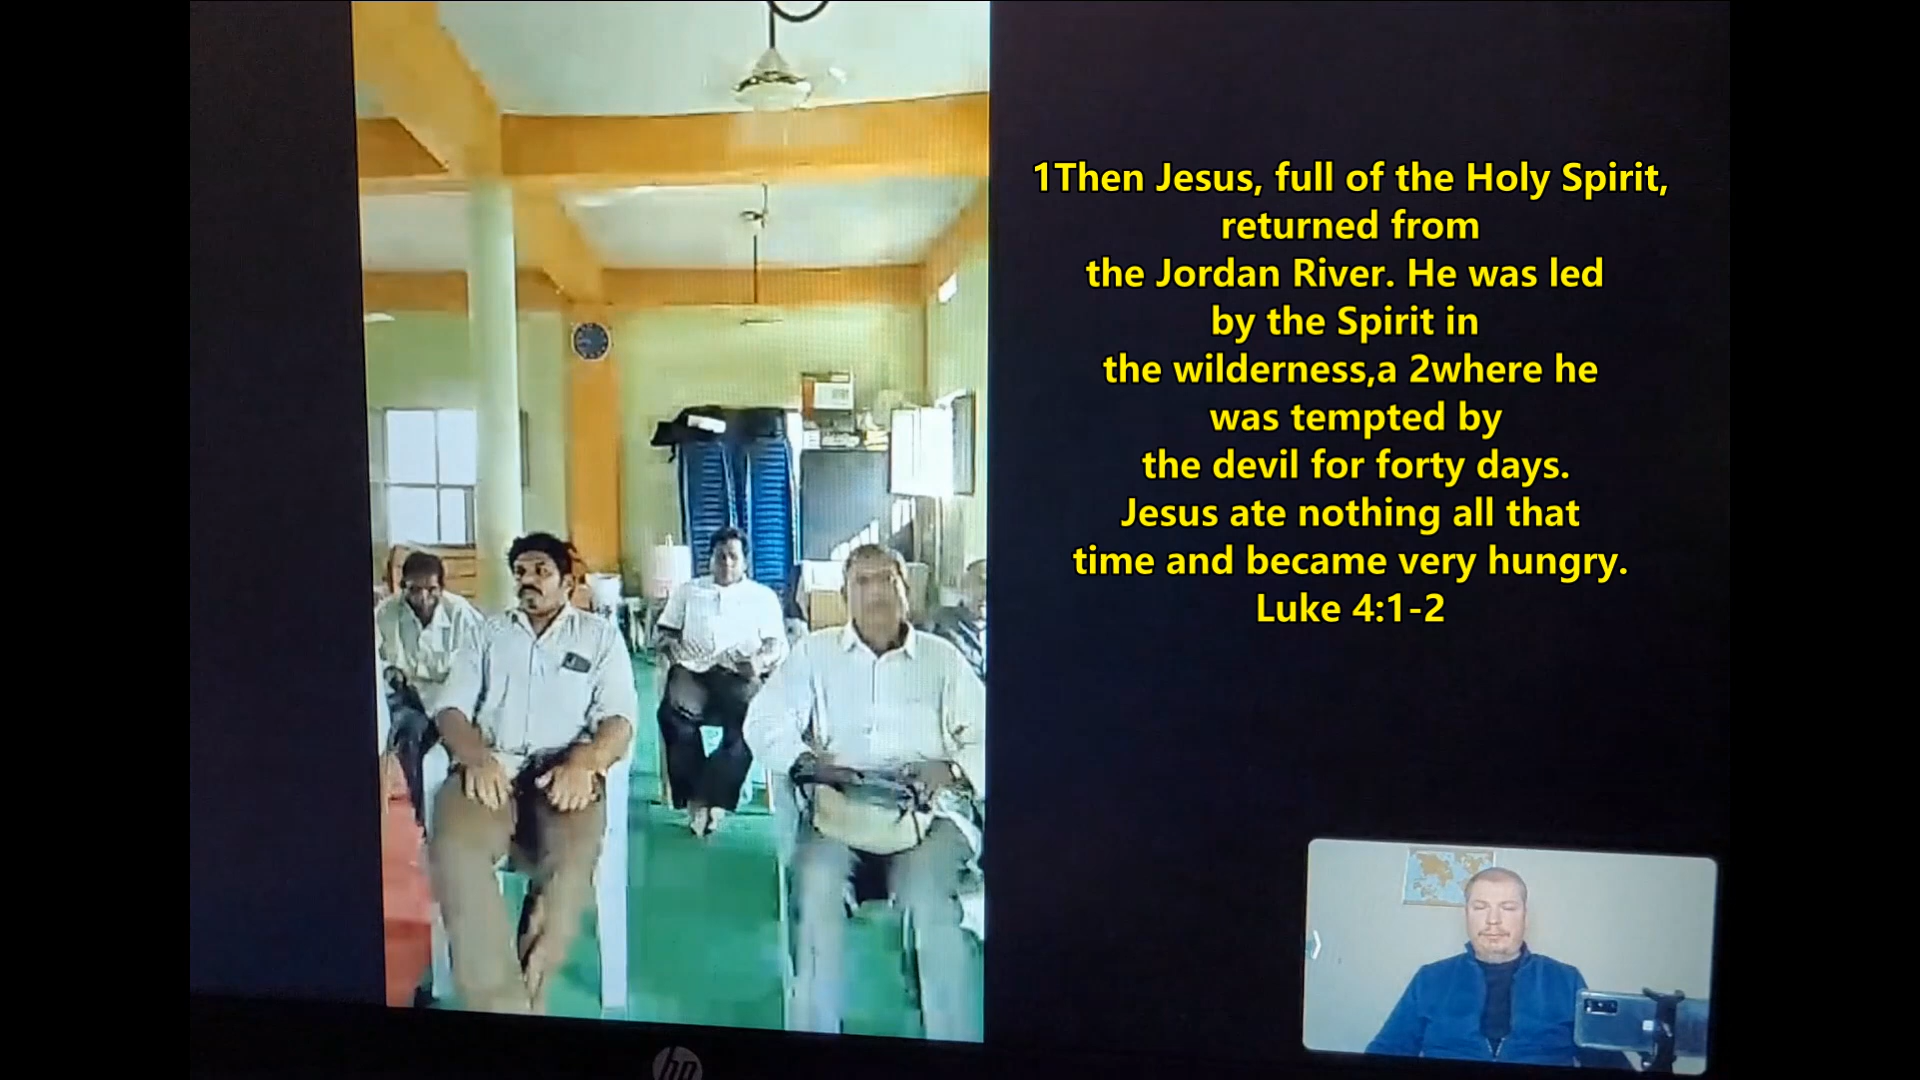 1Then Jesus, full of the Holy Spirit,
returned from
the Jordan River. He was led
by the Spirit in
the wilderness,a 2where he
was tempted by
the devil for forty days.
Jesus ate nothing all that
time and became very hungry.
Luke 4:1-2
hp